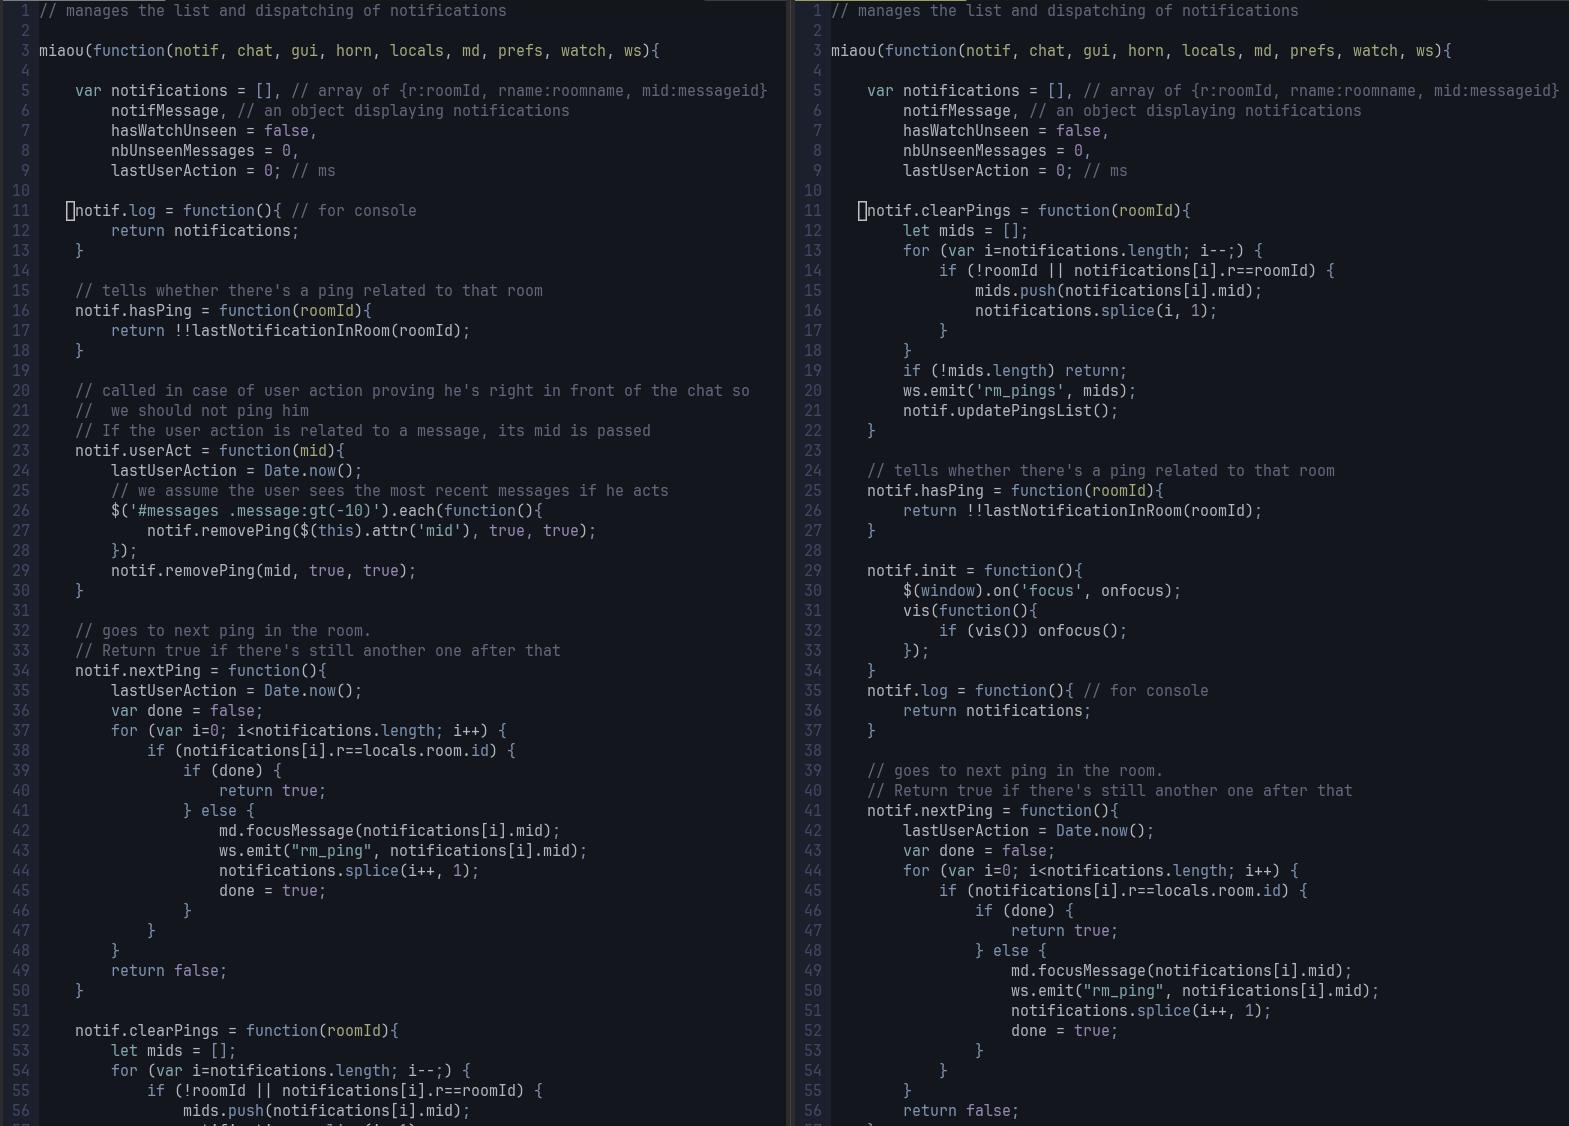 1 // manages the list and dispatching of notifications
2
3 miaou(function(notif, chat, gui, horn, locals, md, prefs, watch, ws){
4
5     var notifications = [], // array of {r:roomId, rname:roomname, mid:messageid}
6         notifMessage, // an object displaying notifications
7         hasWatchUnseen = false,
8         nbUnseenMessages = 0,
9         lastUserAction = 0; // ms
10
11     notif.log = function(){ // for console
12         return notifications;
13     }
14
15     // tells whether there's a ping related to that room
16     notif.hasPing = function(roomId){
17         return !!lastNotificationInRoom(roomId);
18     }
19
20     // called in case of user action proving he's right in front of the chat so
21     //  we should not ping him
22     // If the user action is related to a message, its mid is passed
23     notif.userAct = function(mid){
24         lastUserAction = Date.now();
25         // we assume the user sees the most recent messages if he acts
26         $('#messages .message:gt(-10)').each(function(){
27             notif.removePing($(this).attr('mid'), true, true);
28         });
29         notif.removePing(mid, true, true);
30     }
31
32     // goes to next ping in the room.
33     // Return true if there's still another one after that
34     notif.nextPing = function(){
35         lastUserAction = Date.now();
36         var done = false;
37         for (var i=0; i<notifications.length; i++) {
38             if (notifications[i].r==locals.room.id) {
39                 if (done) {
40                     return true;
41                 } else {
42                     md.focusMessage(notifications[i].mid);
43                     ws.emit("rm_ping", notifications[i].mid);
44                     notifications.splice(i++, 1);
45                     done = true;
46                 }
47             }
48         }
49         return false;
50     }
51
52     notif.clearPings = function(roomId){
53         let mids = [];
54         for (var i=notifications.length; i--;) {
55             if (!roomId || notifications[i].r==roomId) {
56                 mids.push(notifications[i].mid);
1 // manages the list and dispatching of notifications
2
3 miaou(function(notif, chat, gui, horn, locals, md, prefs, watch, ws){
4
5     var notifications = [], // array of {r:roomId, rname:roomname, mid:messageid}
6         notifMessage, // an object displaying notifications
7         hasWatchUnseen = false,
8         nbUnseenMessages = 0,
9         lastUserAction = 0; // ms
10
11     notif.clearPings = function(roomId){
12         let mids = [];
13         for (var i=notifications.length; i--;) {
14             if (!roomId || notifications[i].r==roomId) {
15                 mids.push(notifications[i].mid);
16                 notifications.splice(i, 1);
17             }
18         }
19         if (!mids.length) return;
20         ws.emit('rm_pings', mids);
21         notif.updatePingsList();
22     }
23
24     // tells whether there's a ping related to that room
25     notif.hasPing = function(roomId){
26         return !!lastNotificationInRoom(roomId);
27     }
28
29     notif.init = function(){
30         $(window).on('focus', onfocus);
31         vis(function(){
32             if (vis()) onfocus();
33         });
34     }
35     notif.log = function(){ // for console
36         return notifications;
37     }
38
39     // goes to next ping in the room.
40     // Return true if there's still another one after that
41     notif.nextPing = function(){
42         lastUserAction = Date.now();
43         var done = false;
44         for (var i=0; i<notifications.length; i++) {
45             if (notifications[i].r==locals.room.id) {
46                 if (done) {
47                     return true;
48                 } else {
49                     md.focusMessage(notifications[i].mid);
50                     ws.emit("rm_ping", notifications[i].mid);
51                     notifications.splice(i++, 1);
52                     done = true;
53                 }
54             }
55         }
56         return false;